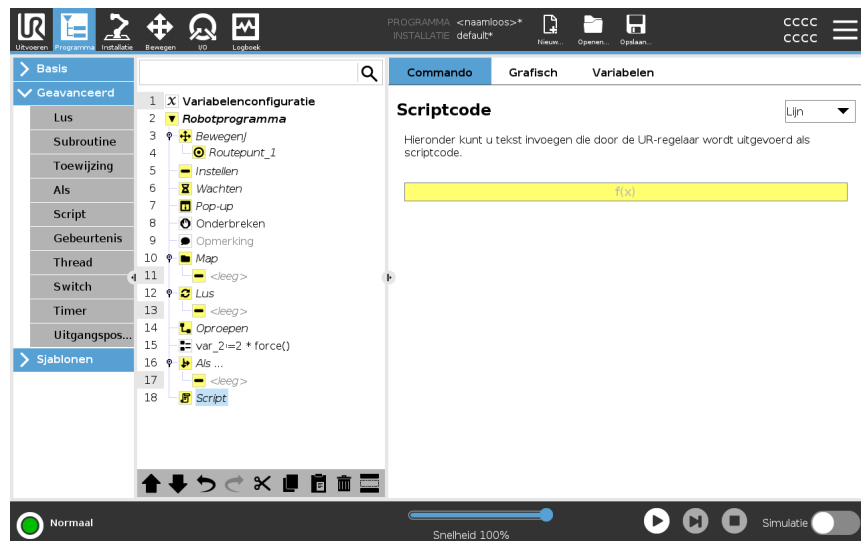 PROGRAMMA <naamloos>*
INSTALLATIE default*
cccc
cccc
Uitvoeren Programma Installatie Bewegen I/O Logboek Nieuw... Openen... Opslaan...
Basis
Geavanceerd
Lus
Subroutine
Toewijzing
Als
Script
Gebeurtenis
Thread
Switch
Timer
Uitgangspos...
Sjablonen
1 X Variabelenconfiguratie
2 Robotprogramma
3 BewegenJ
4 Routepunt_1
5 Instellen
6 Wachten
7 Pop-up
8 Onderbreken
9 Opmerking
10 Map
11 <leeg>
12 Lus
13 <leeg>
14 Oproepen
15 var_2≔2 * force()
16 Als ...
17 <leeg>
18 Script
Commando Grafisch Variabelen
Scriptcode
Lijn
Hieronder kunt u tekst invoegen die door de UR-regelaar wordt uitgevoerd als
scriptcode.
f(x)
Normaal
Snelheid 100%
Simulatie